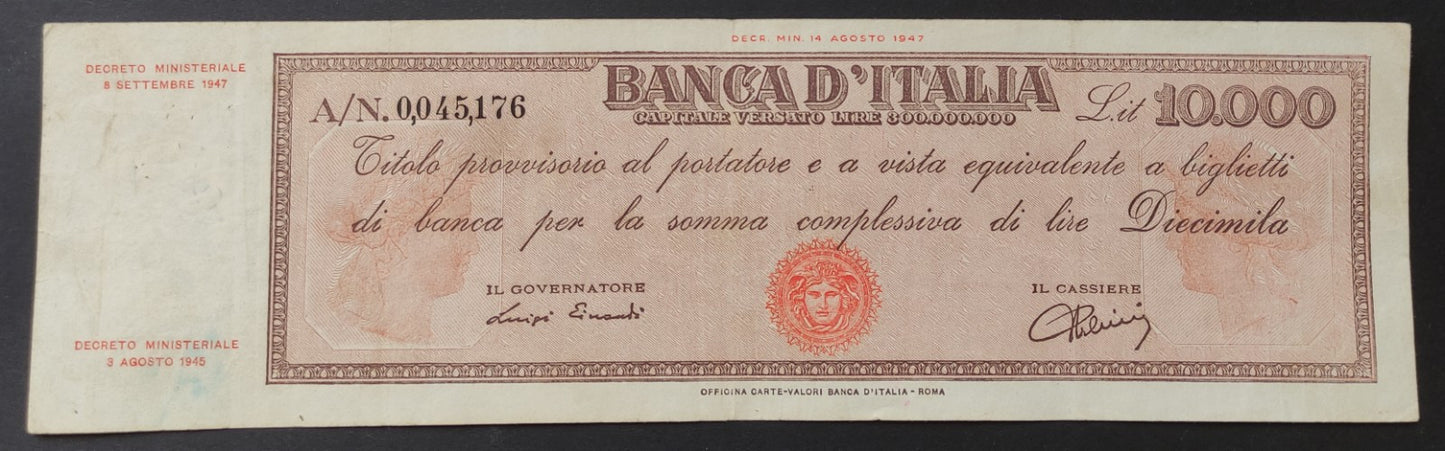 DECR. MIN. 14 AGOSTO 1947
DECRETO MINISTERIALE
8 SETTEMBRE 1947
A/N. 0,045,176
BANCA D'ITALIA
CAPITALE VERSATO LIRE 300.000.000
L.it 10.000
Titolo provvisorio al portatore e a vista equivalente a biglietti
di banca per la somma complessiva di lire Diecimila
IL GOVERNATORE
Luigi Einaudi
IL CASSIERE
DECRETO MINISTERIALE
3 AGOSTO 1945
OFFICINA CARTE-VALORI BANCA D'ITALIA - ROMA